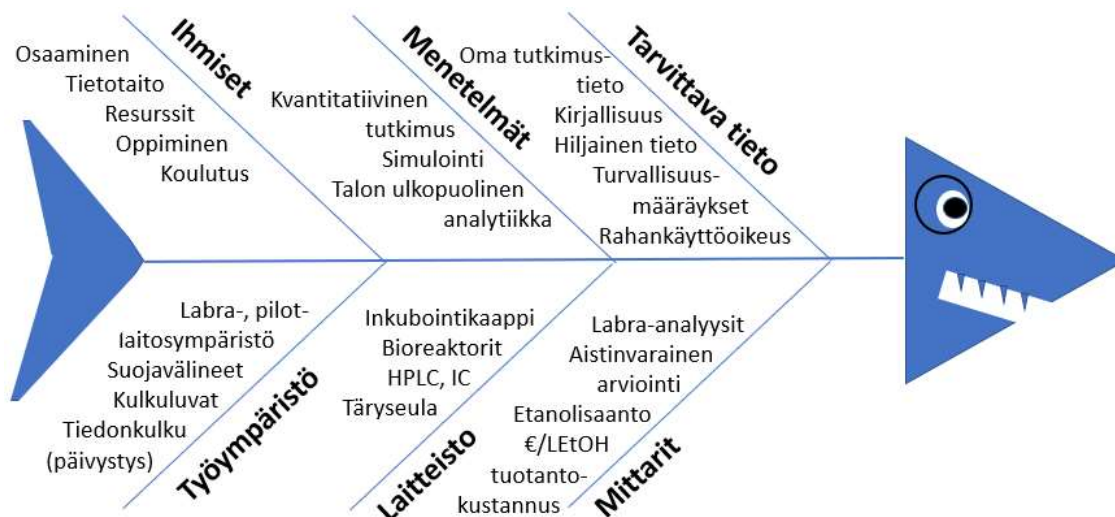 Ihmiset
Osaaminen
Tietotaito
Resurssit
Oppiminen
Koulutus
Menetelmät
Kvantitatiivinen
tutkimus
Simulointi
Talon ulkopuolinen
analytiikka
Tarvittava tieto
Oma tutkimus-
tieto
Kirjallisuus
Hiljainen tieto
Turvallisuus-
määräykset
Rahankäyttöoikeus
Labra-, pilot-
laitosympäristö
Suojavälineet
Kulkuluvat
Tiedonkulku
(päivystys)
Työympäristö
Inkubointikaappi
Bioreaktorit
HPLC, IC
Täryseula
Laitteisto
Labra-analyysit
Aistinvarainen
arviointi
Etanolisaanto
€/LEtOH
tuotanto-
kustannus
Mittarit